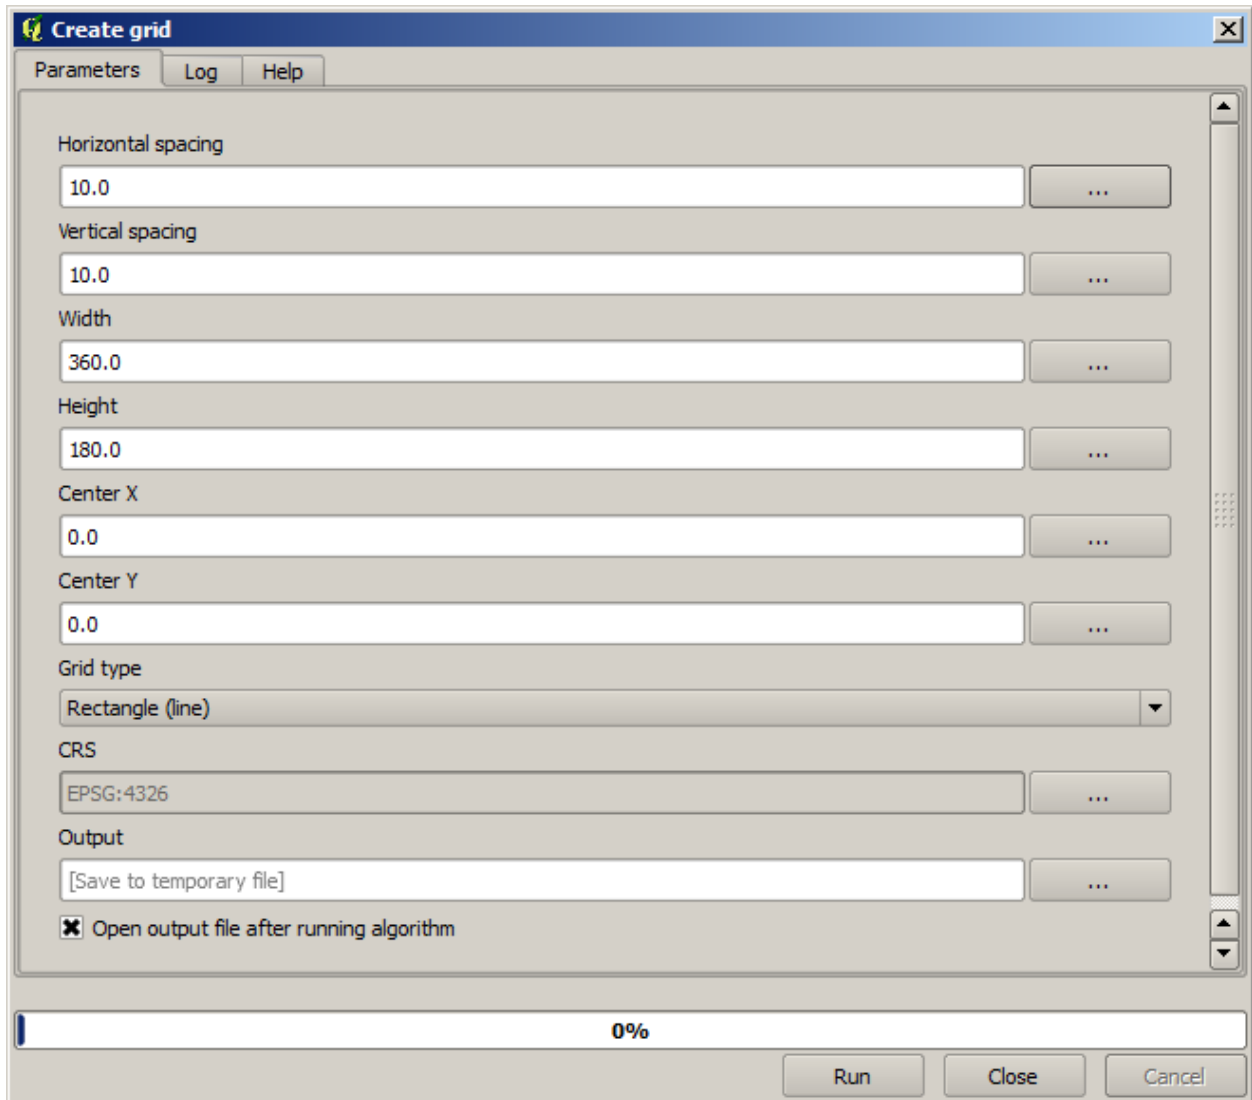 Create grid
Parameters Log Help
Horizontal spacing
10.0 ...
Vertical spacing
10.0 ...
Width
360.0 ...
Height
180.0 ...
Center X
0.0 ...
Center Y
0.0 ...
Grid type
Rectangle (line)
CRS
EPSG:4326 ...
Output
[Save to temporary file] ...
Open output file after running algorithm
0%
Run Close Cancel